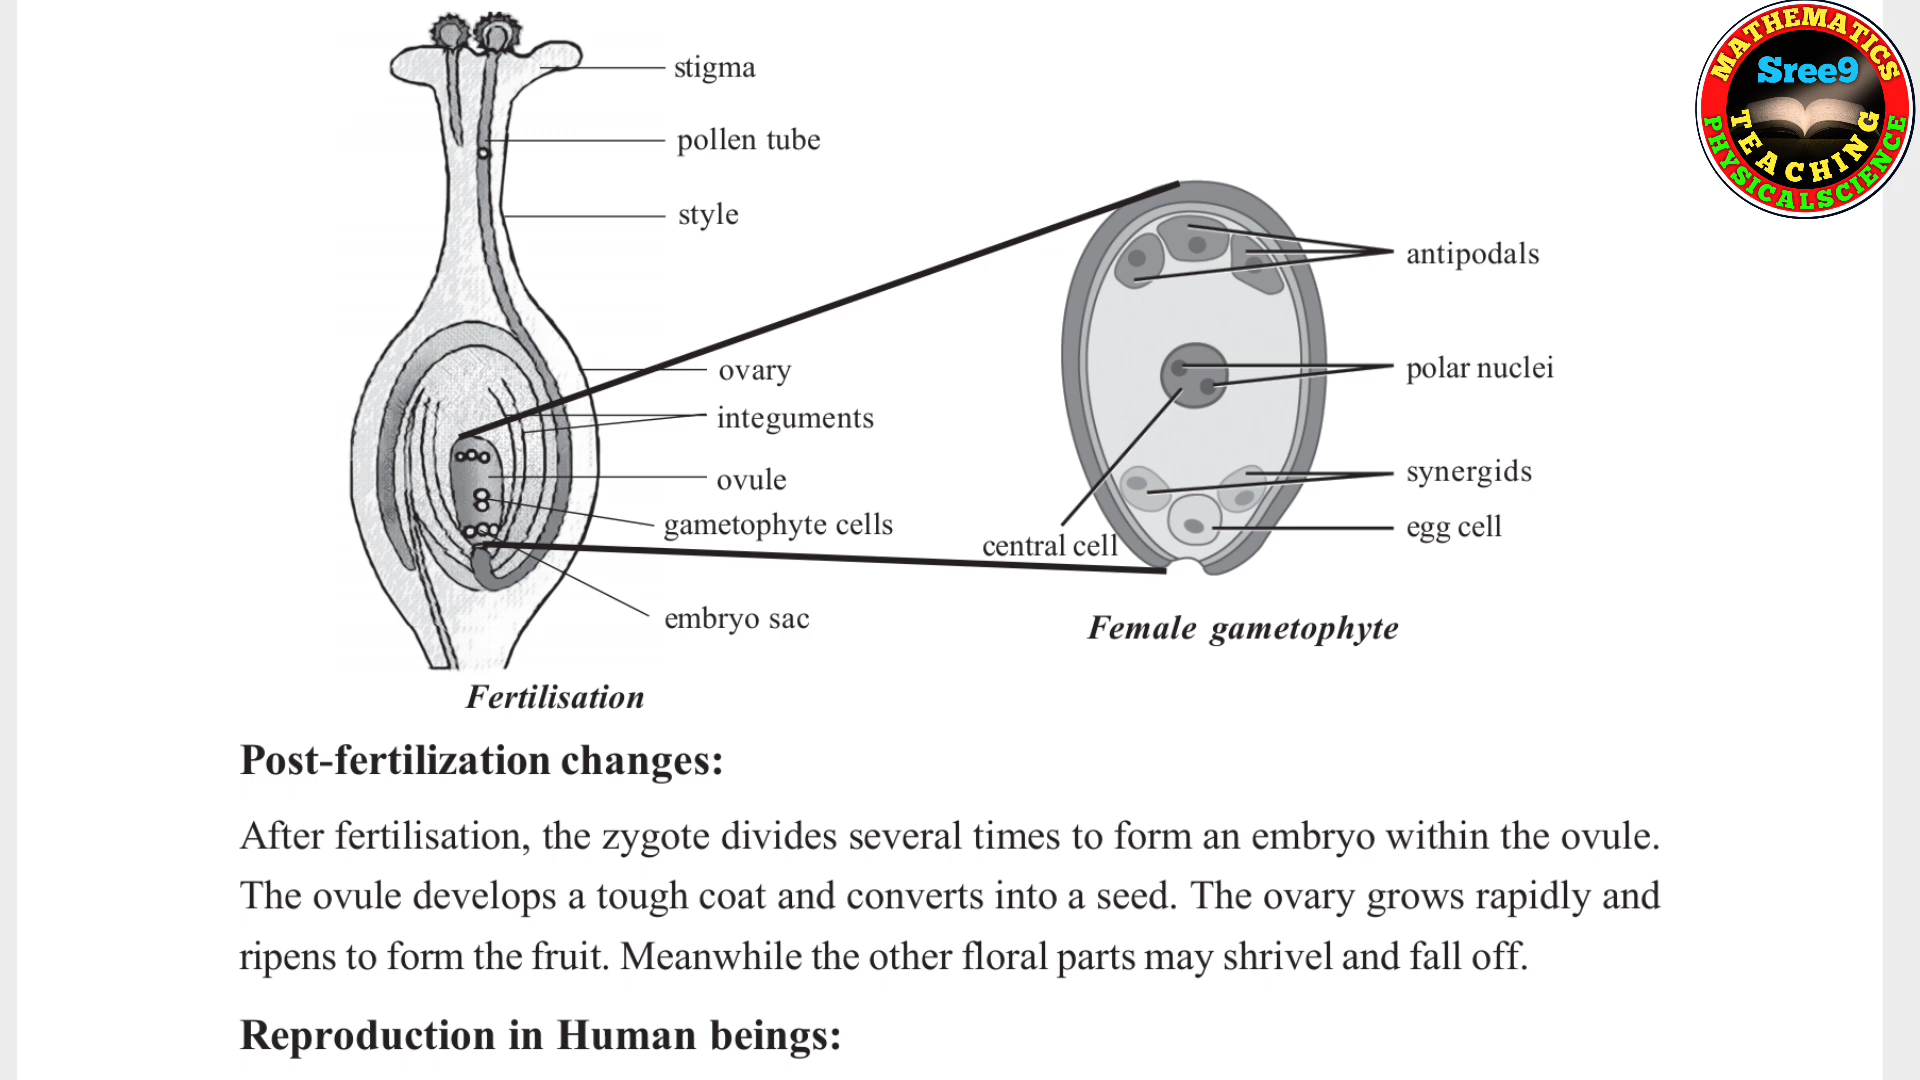 MATHEMATICS
Sree9
TEACHING
PHYSICALSCIENCE
stigma
pollen tube
style
ovary
integuments
ovule
gametophyte cells
embryo sac
antipodals
polar nuclei
synergids
egg cell
central cell
Female gametophyte
Fertilisation
Post-fertilization changes:
After fertilisation, the zygote divides several times to form an embryo within the ovule.
The ovule develops a tough coat and converts into a seed. The ovary grows rapidly and
ripens to form the fruit. Meanwhile the other floral parts may shrivel and fall off.
Reproduction in Human beings: